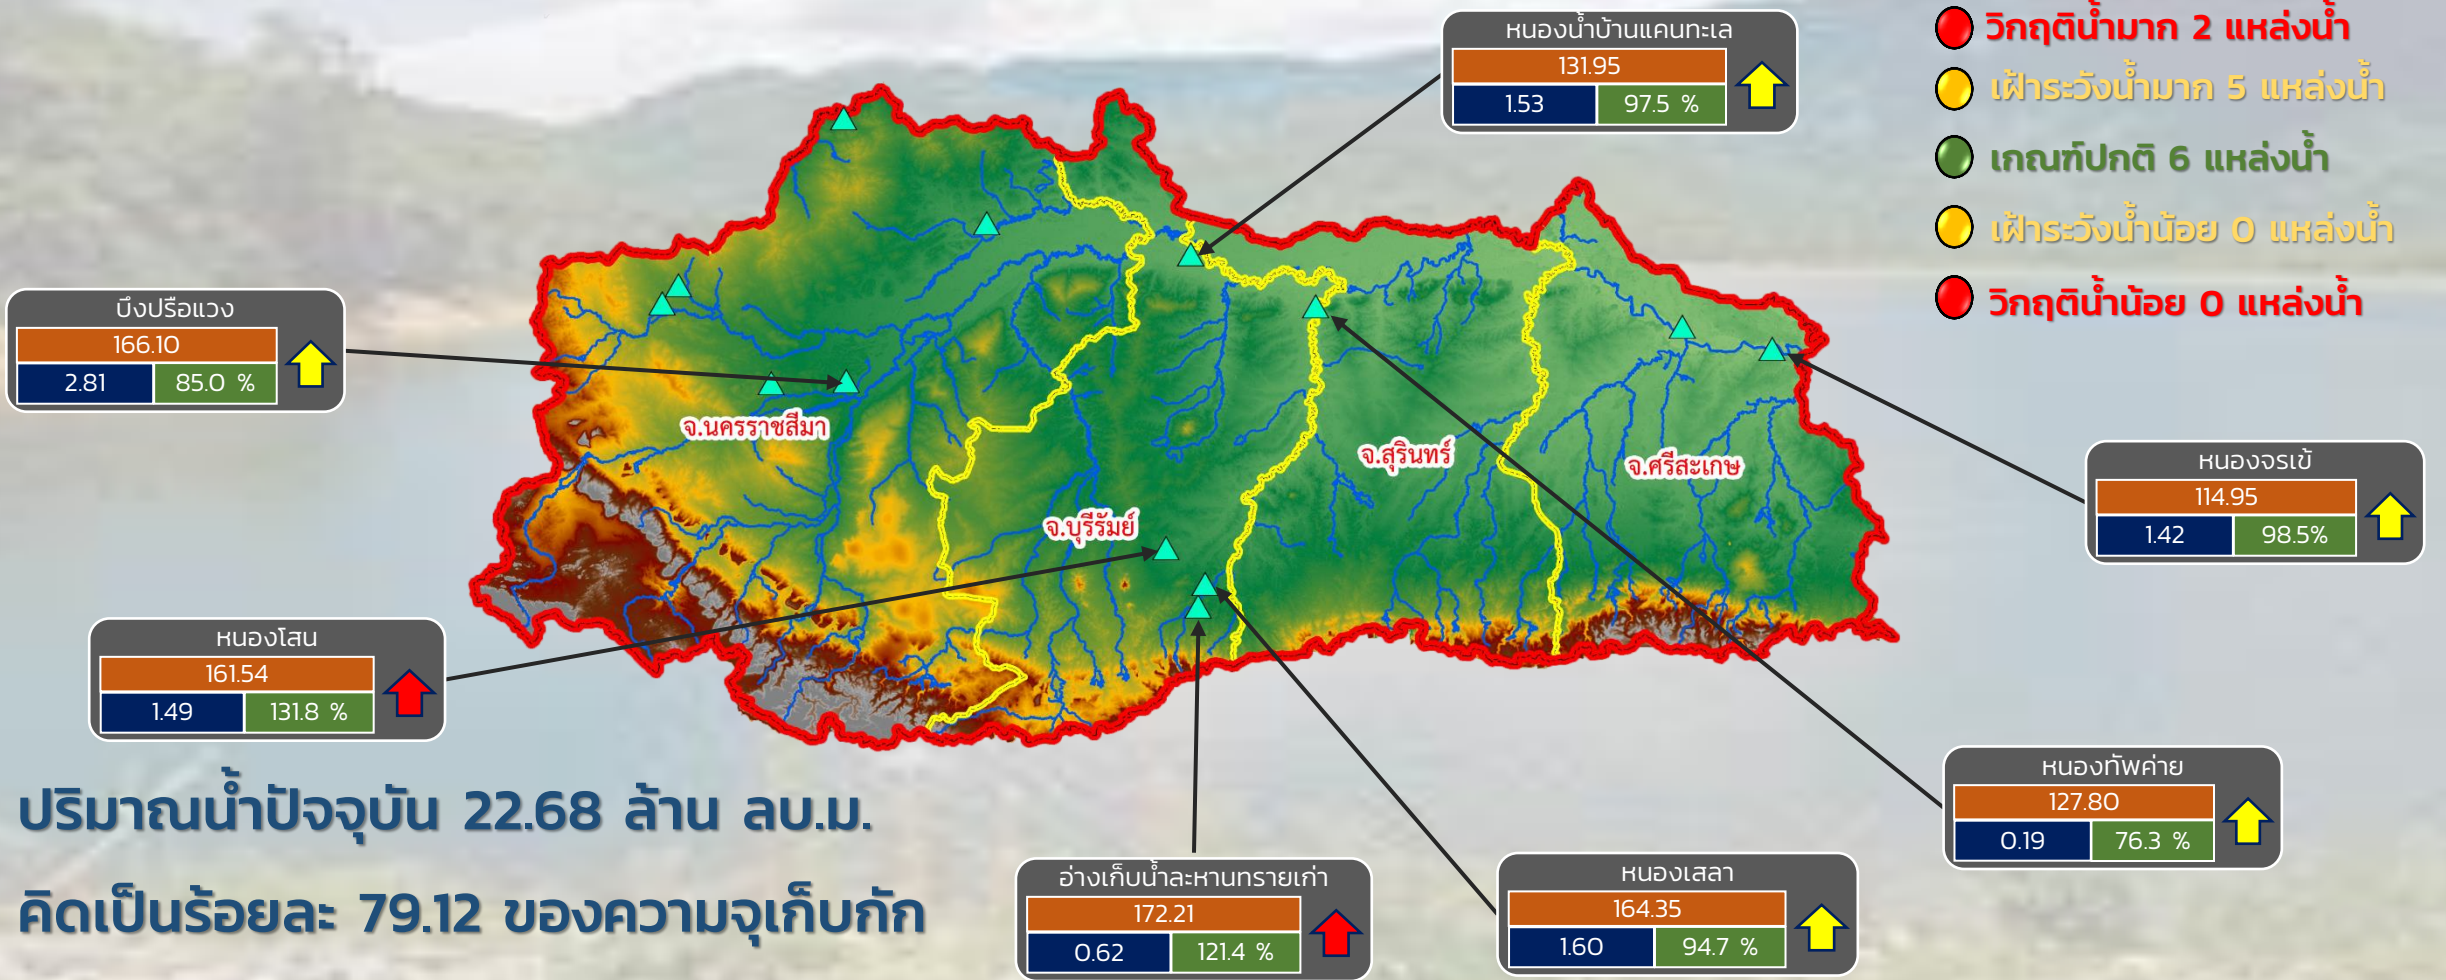 หนองน้ำบ้านแคนทะเล
131.95
1.53 97.5 %
วิกฤติน้ำมาก 2 แหล่งน้ำ
เฝ้าระวังน้ำมาก 5 แหล่งน้ำ
เกณฑ์ปกติ 6 แหล่งน้ำ
เฝ้าระวังน้ำน้อย 0 แหล่งน้ำ
วิกฤติน้ำน้อย 0 แหล่งน้ำ
บึงปรือแวง
166.10
2.81 85.0 %
จ.นครราชสีมา
จ.บุรีรัมย์
จ.สุรินทร์
จ.ศรีสะเกษ
หนองจรเข้
114.95
1.42 98.5%
หนองโสน
161.54
1.49 131.8 %
หนองทัพค่าย
127.80
0.19 76.3 %
ปริมาณน้ำปัจจุบัน 22.68 ล้าน ลบ.ม.
คิดเป็นร้อยละ 79.12 ของความจุเก็บกัก
อ่างเก็บน้ำละหานทรายเก่า
172.21
0.62 121.4 %
หนองเสลา
164.35
1.60 94.7 %